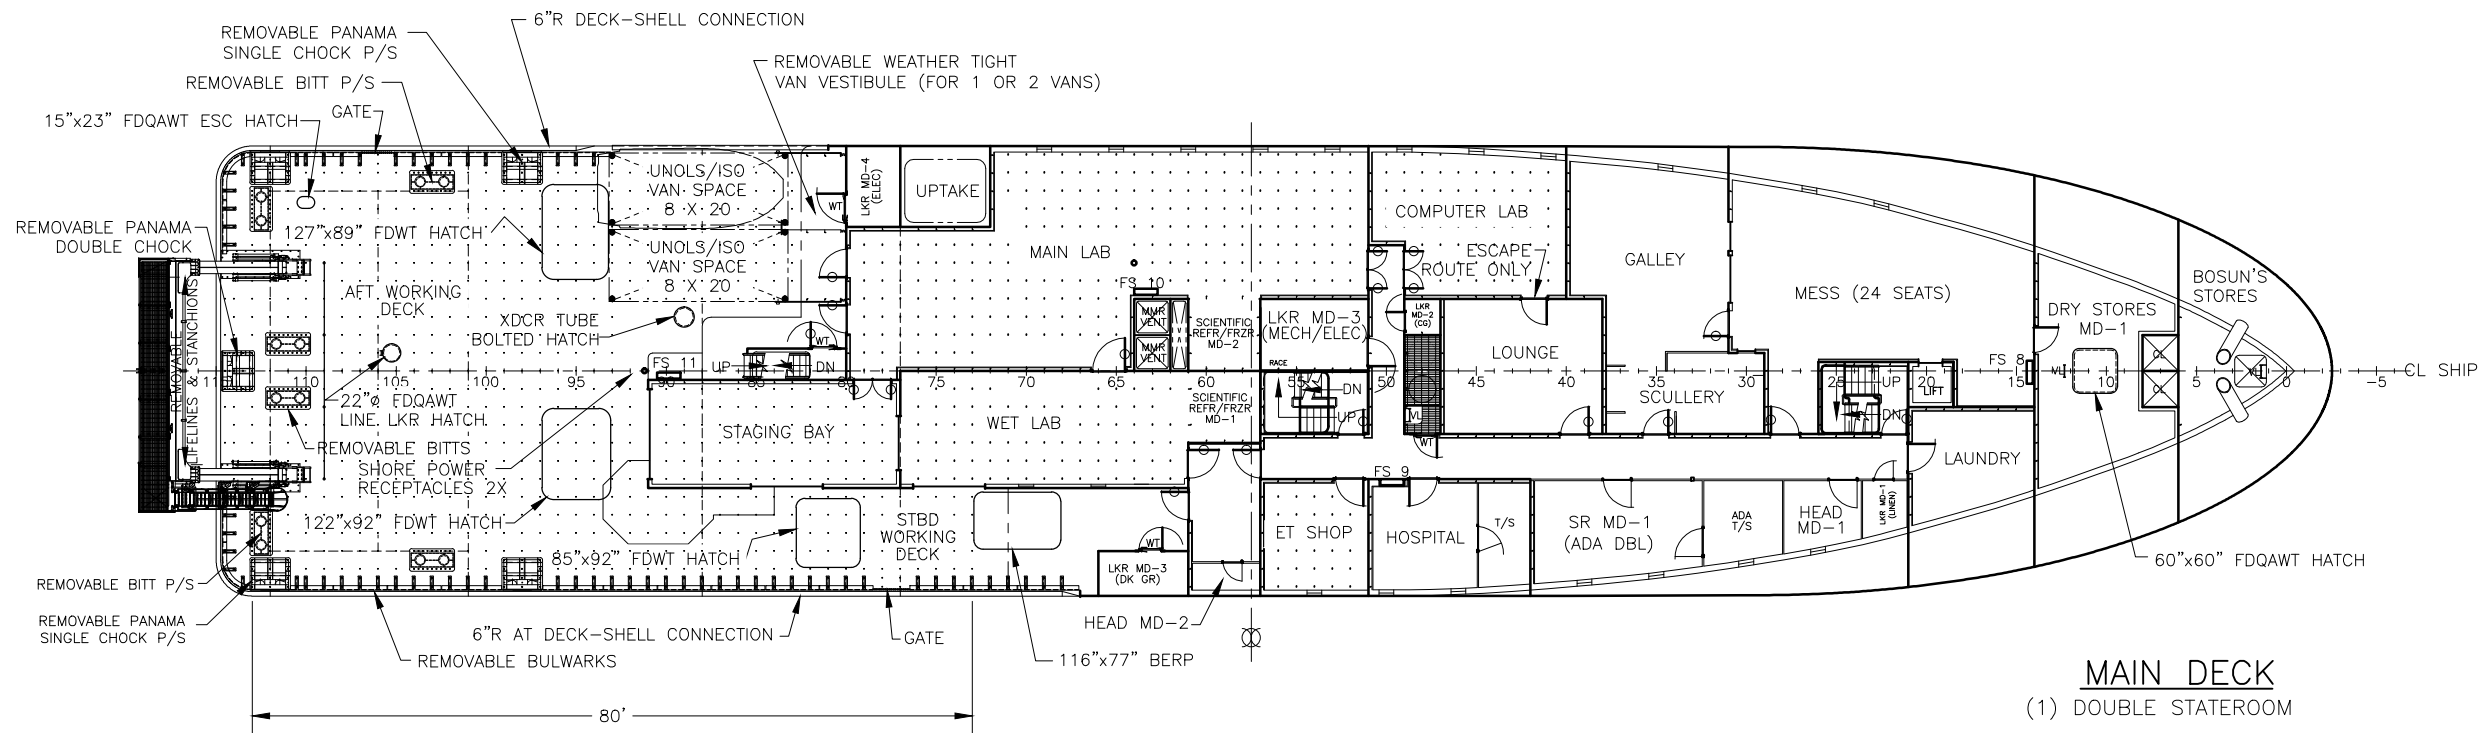 6”R DECK-SHELL CONNECTION
REMOVABLE PANAMA
SINGLE CHOCK P/S
REMOVABLE WEATHER TIGHT
VAN VESTIBULE (FOR 1 OR 2 VANS)
REMOVABLE BITT P/S
GATE
15”x23” FDQAWT ESC HATCH
REMOVABLE PANAMA
DOUBLE CHOCK
127”x89” FDWT HATCH
UNOLS/ISO
VAN SPACE
8 X 20
UNOLS/ISO
VAN SPACE
8 X 20
WT
LKR MD-4
(ELEC)
UPTAKE
MAIN LAB
COMPUTER LAB
ESCAPE
ROUTE ONLY
GALLEY
MESS (24 SEATS)
BOSUN'S
STORES
DRY STORES
MD-1
AFT WORKING
DECK
REMOVABLE
LIFELINES & STANCHIONS
XDCR TUBE
BOLTED HATCH
WT
FS 10
MMR
VENT
MMR
VENT
SCIENTIFIC
REFR/FRZR
MD-2
LKR MD-3
(MECH/ELEC)
RACE
LKR
MD-2
(CG)
LOUNGE
SCULLERY
FS 8
VL
CL
CL
FS 11
UP
DN
115 110 105 100 95 90 85 80 75 70 65 60 55 50 45 40 35 30 25 20 15 10 5 0 -5
CL SHIP
22”ø FDQAWT
LINE LKR HATCH
REMOVABLE BITTS
SHORE POWER
RECEPTACLES 2X
STAGING BAY
WET LAB
SCIENTIFIC
REFR/FRZR
MD-1
DN
UP
VL
WT
UP
DN
LIFT
LAUNDRY
FS 9
122”x92” FDWT HATCH
85”x92” FDWT HATCH
STBD
WORKING
DECK
WT
LKR MD-3
(DK GR)
ET SHOP
HOSPITAL
T/S
SR MD-1
(ADA DBL)
ADA
T/S
HEAD
MD-1
LKR MD-1
(LINEN)
60”x60” FDQAWT HATCH
REMOVABLE BITT P/S
REMOVABLE PANAMA
SINGLE CHOCK P/S
6”R AT DECK-SHELL CONNECTION
REMOVABLE BULWARKS
GATE
HEAD MD-2
116”x77” BERP
80'
MAIN DECK
(1) DOUBLE STATEROOM